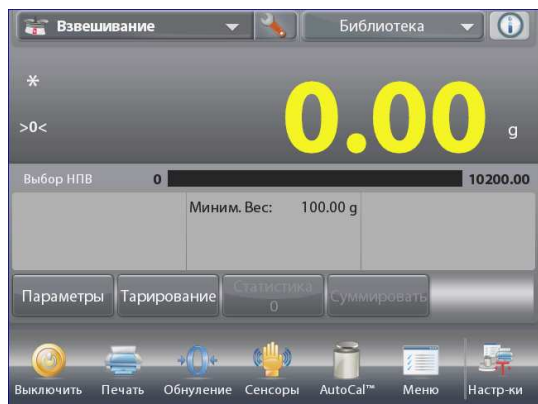 Взвешивание Библиотека
*
>0< 0.00 g
Выбор НПВ 0 10200.00
Миним. Вес: 100.00 g
Параметры Тарирование Статистика 0 Суммировать
Выключить Печать Обнуление Сенсоры AutoCal™ Меню Настр-ки